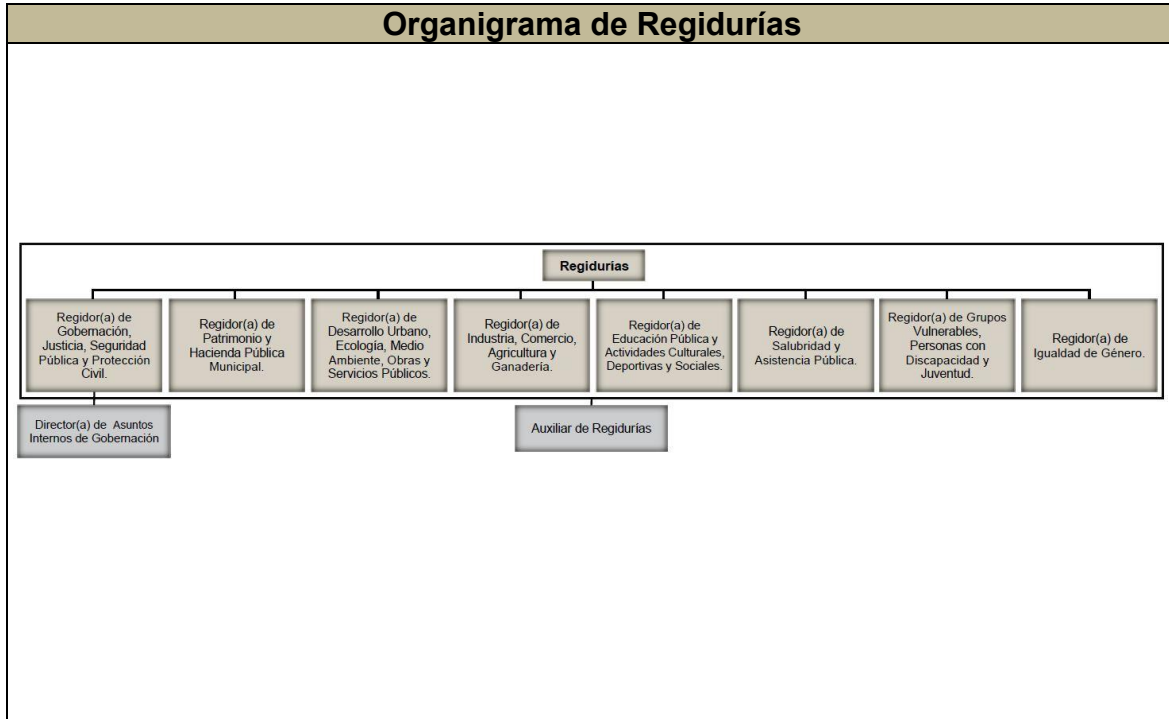 Organigrama de Regidurías
Regidurías
Regidor(a) de
Gobernación,
Justicia, Seguridad
Pública y Protección
Civil.
Regidor(a) de
Patrimonio y
Hacienda Pública
Municipal.
Regidor(a) de
Desarrollo Urbano,
Ecología, Medio
Ambiente, Obras y
Servicios Públicos.
Regidor(a) de
Industria, Comercio,
Agricultura y
Ganadería.
Regidor(a) de
Educación Pública y
Actividades Culturales,
Deportivas y Sociales.
Regidor(a) de
Salubridad y
Asistencia Pública.
Regidor(a) de Grupos
Vulnerables,
Personas con
Discapacidad y
Juventud.
Regidor(a) de
Igualdad de Género.
Director(a) de Asuntos
Internos de Gobernación
Auxiliar de Regidurías